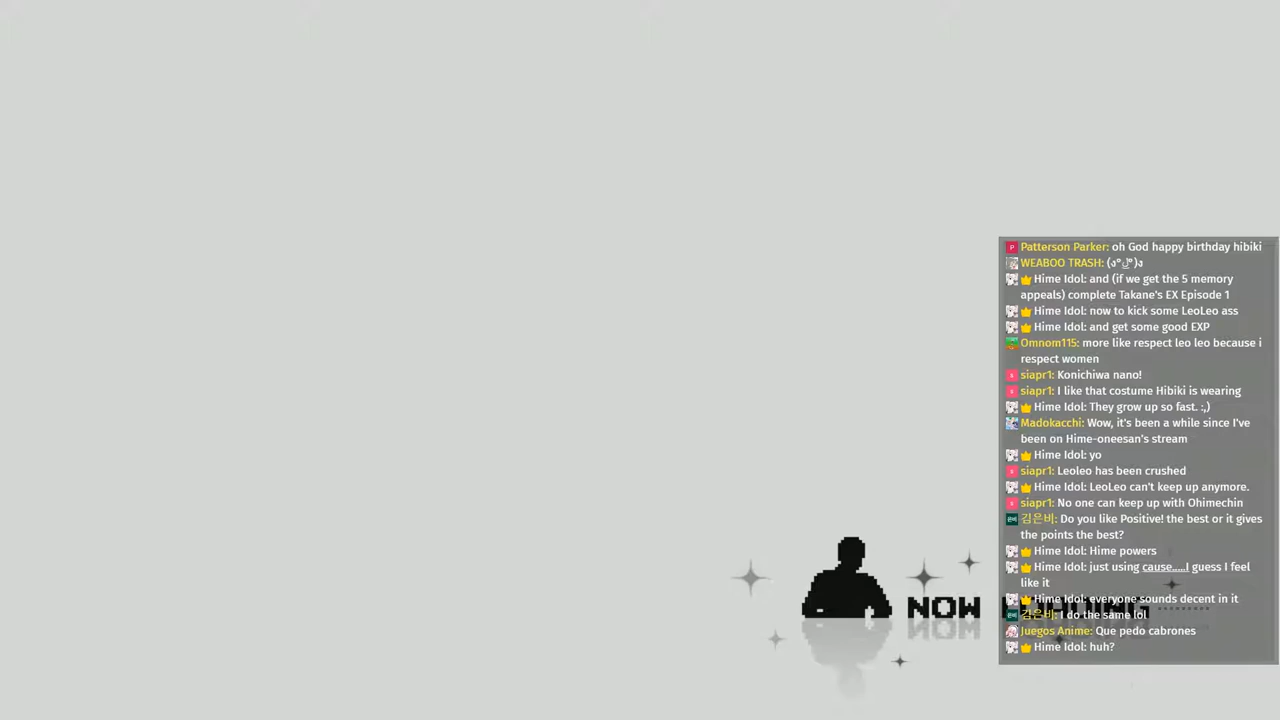 Patterson Parker: oh God happy birthday hibiki
WEABOO TRASH: (ง°ل͜°)ง
Hime Idol: and (if we get the 5 memory
appeals) complete Takane's EX Episode 1
Hime Idol: now to kick some LeoLeo ass
Hime Idol: and get some good EXP
Omnom115: more like respect leo leo because i
respect women
siapr1: Konichiwa nano!
siapr1: I like that costume Hibiki is wearing
Hime Idol: They grow up so fast. :,)
Madokacchi: Wow, it's been a while since I've
been on Hime-oneesan's stream
Hime Idol: yo
siapr1: Leoleo has been crushed
Hime Idol: LeoLeo can't keep up anymore.
siapr1: No one can keep up with Ohimechin
김은비: Do you like Positive! the best or it gives
the points the best?
Hime Idol: Hime powers
Hime Idol: just using cause.....I guess I feel
like it
Hime Idol: everyone sounds decent in it
김은비: I do the same lol
Juegos Anime: Que pedo cabrones
Hime Idol: huh?
NOW LOADING